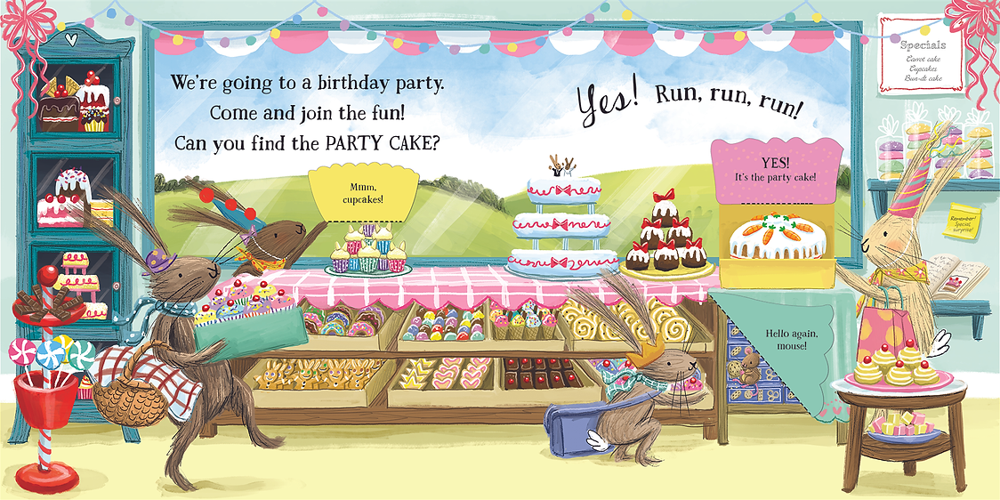 We're going to a birthday party.
Come and join the fun!
Can you find the PARTY CAKE?
Yes! Run, run, run!
Specials
Carrot cake
Cupcakes
Bun-dt cake
Mmm,
cupcakes!
YES!
It's the party cake!
Remember!
Special
surprise!
Hello again,
mouse!